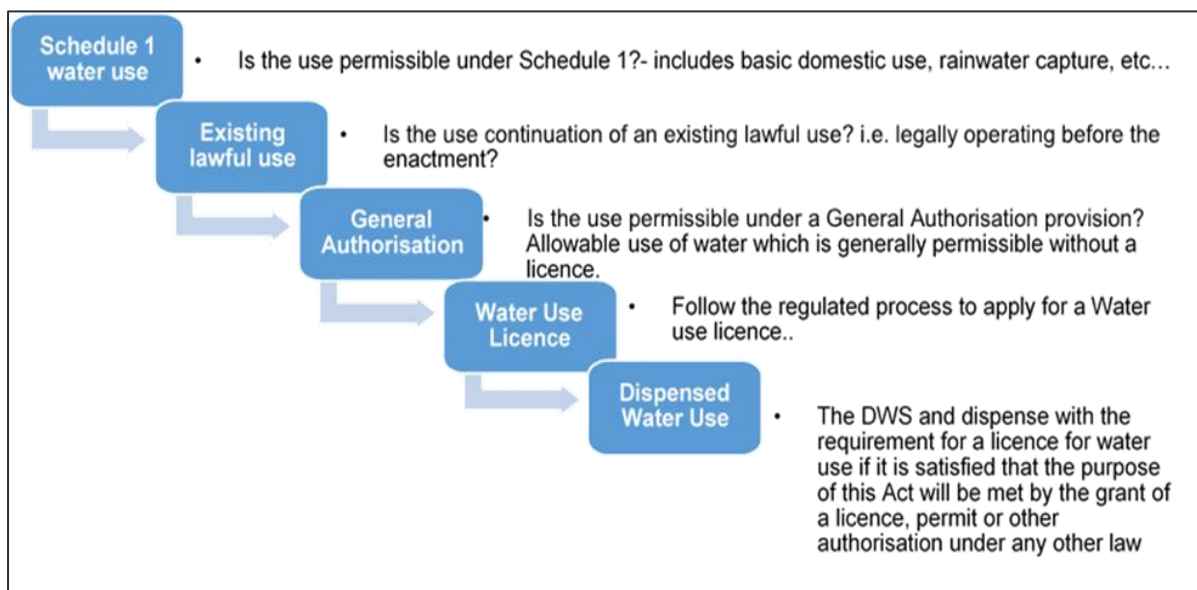 Schedule 1
water use
• Is the use permissible under Schedule 1?- includes basic domestic use, rainwater capture, etc…
Existing
lawful use
• Is the use continuation of an existing lawful use? i.e. legally operating before the
enactment?
General
Authorisation
• Is the use permissible under a General Authorisation provision?
Allowable use of water which is generally permissible without a
licence.
Water Use
Licence
• Follow the regulated process to apply for a Water
use licence..
Dispensed
Water Use
• The DWS and dispense with the
requirement for a licence for water
use if it is satisfied that the purpose
of this Act will be met by the grant of
a licence, permit or other
authorisation under any other law